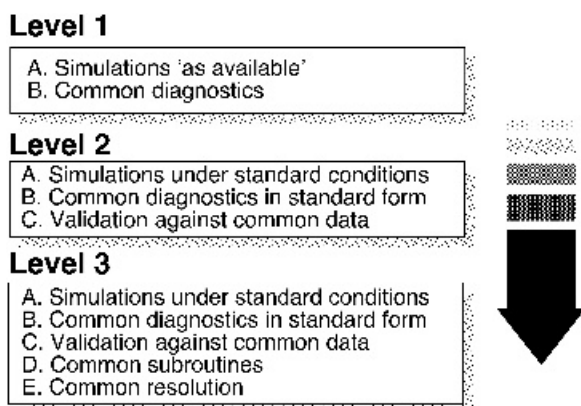 Level 1
A. Simulations 'as available'
B. Common diagnostics
Level 2
A. Simulations under standard conditions
B. Common diagnostics in standard form
C. Validation against common data
Level 3
A. Simulations under standard conditions
B. Common diagnostics in standard form
C. Validation against common data
D. Common subroutines
E. Common resolution